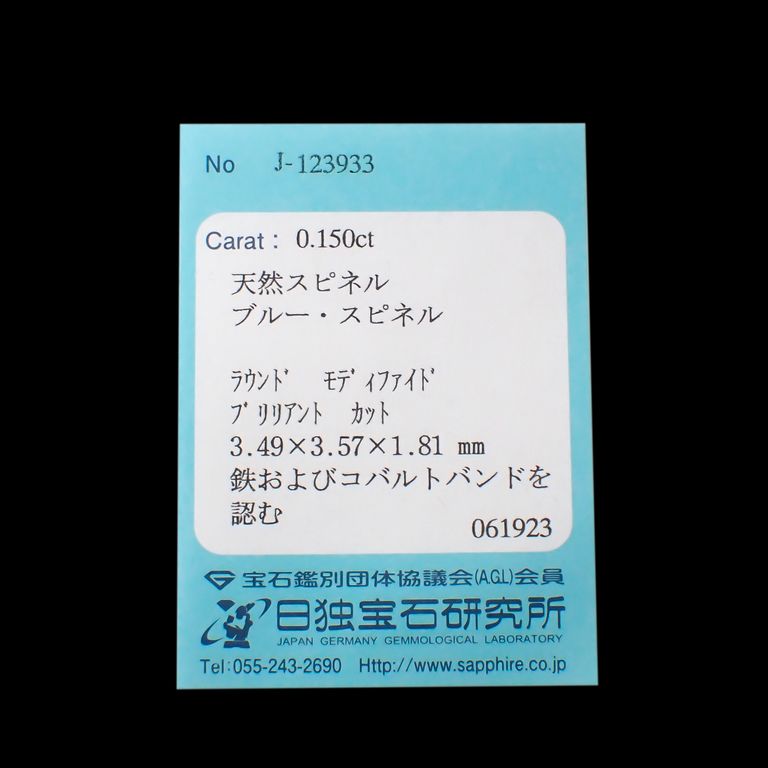 No J-123933
Carat : 0.150ct
天然スピネル
ブルー・スピネル
ﾗｳﾝﾄﾞ ﾓﾃﾞｨﾌｧｲﾄﾞ
ﾌﾞﾘﾘｱﾝﾄ ｶｯﾄ
3.49×3.57×1.81 mm
鉄およびコバルトバンドを
認む
061923
宝石鑑別団体協議会(A.G.L)会員
日独宝石研究所
JAPAN GERMANY GEMMOLOGICAL LABORATORY
Tel:055-243-2690 Http://www.sapphire.co.jp